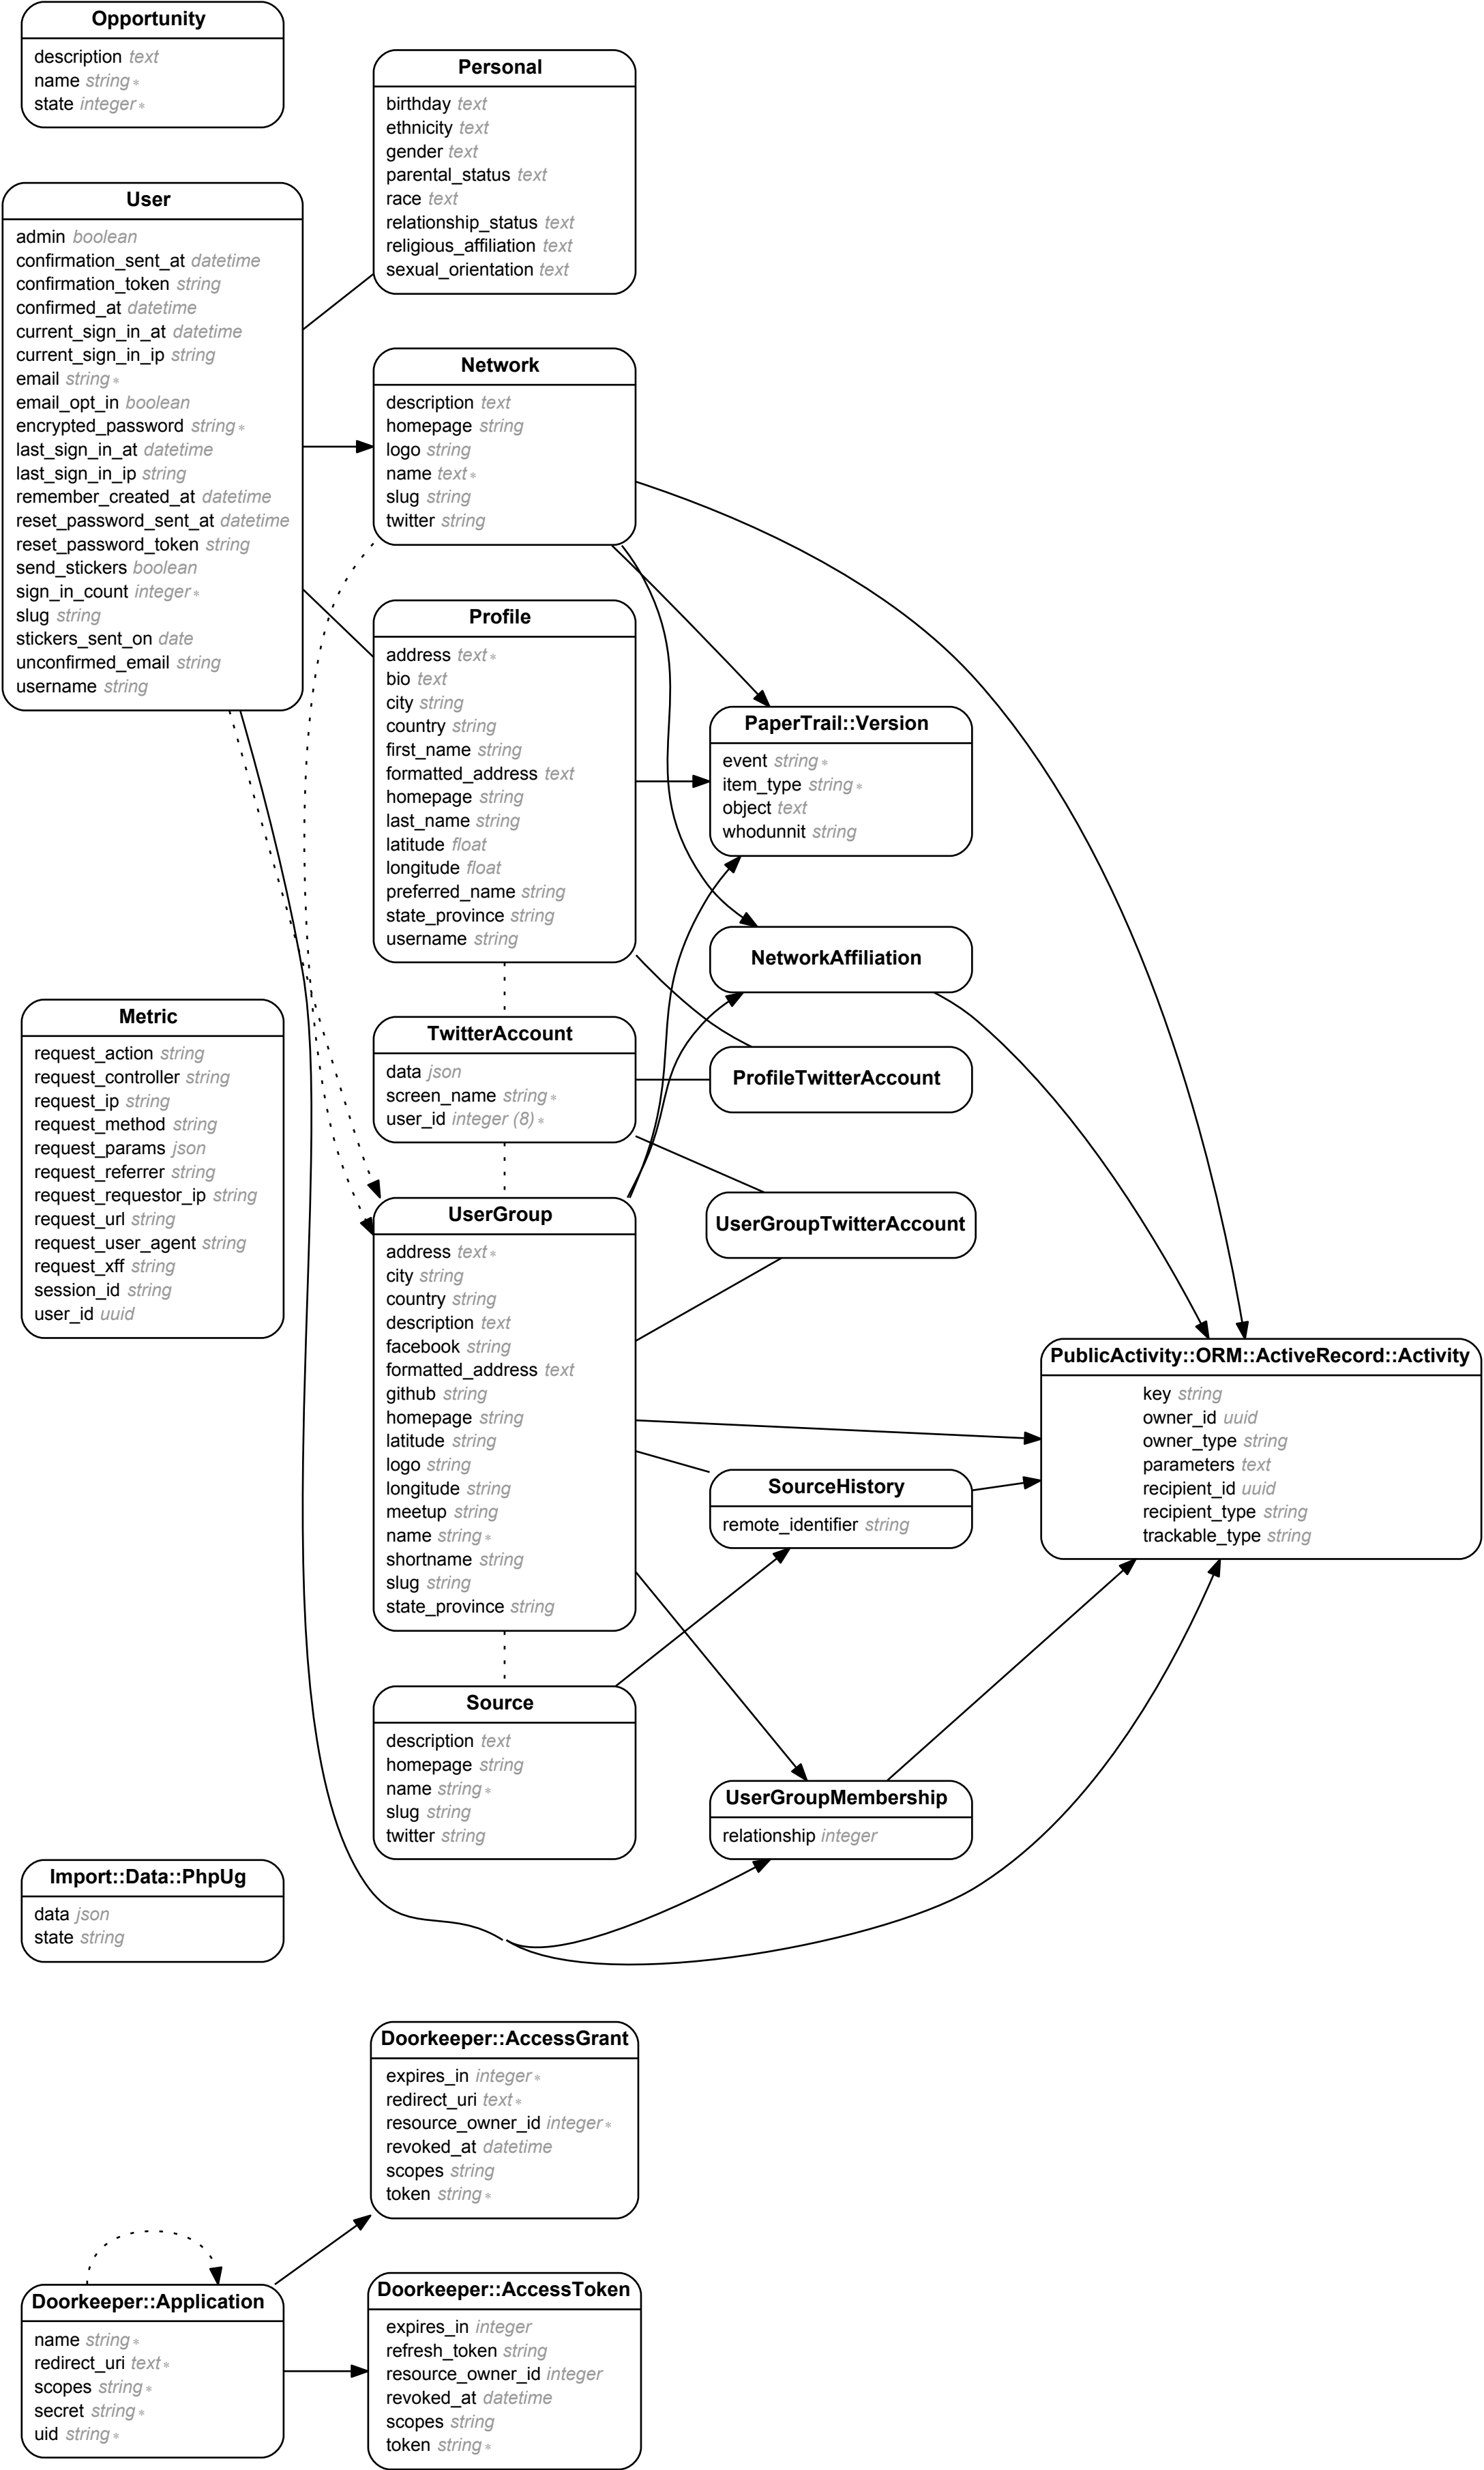 Opportunity
description text
name string *
state integer *
Personal
birthday text
ethnicity text
gender text
parental_status text
race text
relationship_status text
religious_affiliation text
sexual_orientation text
User
admin boolean
confirmation_sent_at datetime
confirmation_token string
confirmed_at datetime
current_sign_in_at datetime
current_sign_in_ip string
email string *
email_opt_in boolean
encrypted_password string *
last_sign_in_at datetime
last_sign_in_ip string
remember_created_at datetime
reset_password_sent_at datetime
reset_password_token string
send_stickers boolean
sign_in_count integer *
slug string
stickers_sent_on date
unconfirmed_email string
username string
Network
description text
homepage string
logo string
name text *
slug string
twitter string
Profile
address text *
bio text
city string
country string
first_name string
formatted_address text
homepage string
last_name string
latitude float
longitude float
preferred_name string
state_province string
username string
PaperTrail::Version
event string *
item_type string *
object text
whodunnit string
NetworkAffiliation
Metric
request_action string
request_controller string
request_ip string
request_method string
request_params json
request_referrer string
request_requestor_ip string
request_url string
request_user_agent string
request_xff string
session_id string
user_id uuid
TwitterAccount
data json
screen_name string *
user_id integer (8) *
ProfileTwitterAccount
UserGroupTwitterAccount
UserGroup
address text *
city string
country string
description text
facebook string
formatted_address text
github string
homepage string
latitude string
logo string
longitude string
meetup string
name string *
shortname string
slug string
state_province string
PublicActivity::ORM::ActiveRecord::Activity
key string
owner_id uuid
owner_type string
parameters text
recipient_id uuid
recipient_type string
trackable_type string
SourceHistory
remote_identifier string
Source
description text
homepage string
name string *
slug string
twitter string
UserGroupMembership
relationship integer
Import::Data::PhpUg
data json
state string
Doorkeeper::AccessGrant
expires_in integer *
redirect_uri text *
resource_owner_id integer *
revoked_at datetime
scopes string
token string *
Doorkeeper::Application
name string *
redirect_uri text *
scopes string *
secret string *
uid string *
Doorkeeper::AccessToken
expires_in integer
refresh_token string
resource_owner_id integer
revoked_at datetime
scopes string
token string *